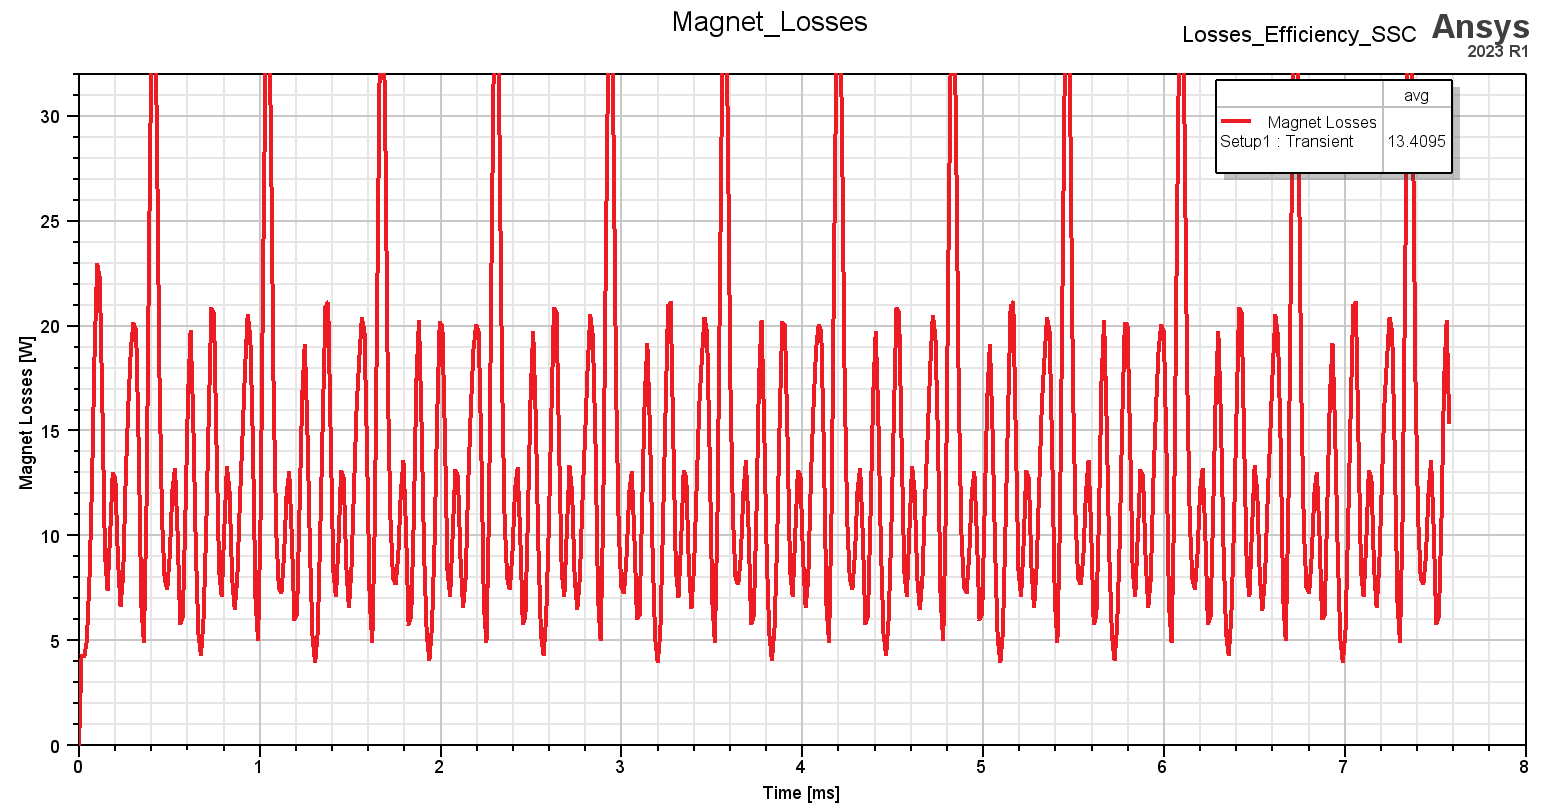 Magnet_Losses
Losses_Efficiency_SSC
Ansys
2023 R1
avg
Magnet Losses
Setup1 : Transient 13.4095
30
25
20
15
10
5
0
Magnet Losses [W]
0 1 2 3 4 5 6 7 8
Time [ms]